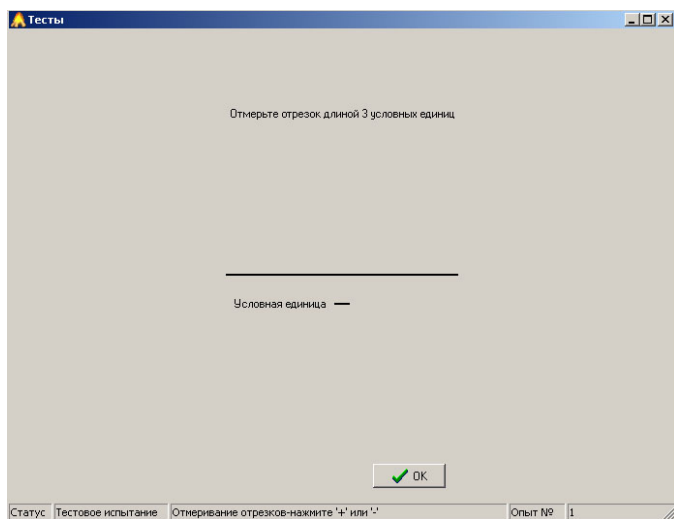 Тесты
Отмерьте отрезок длиной 3 условных единиц
Условная единица
OK
Статус Тестовое испытание Отмеривание отрезков-нажмите '+' или '-' Опыт № 1